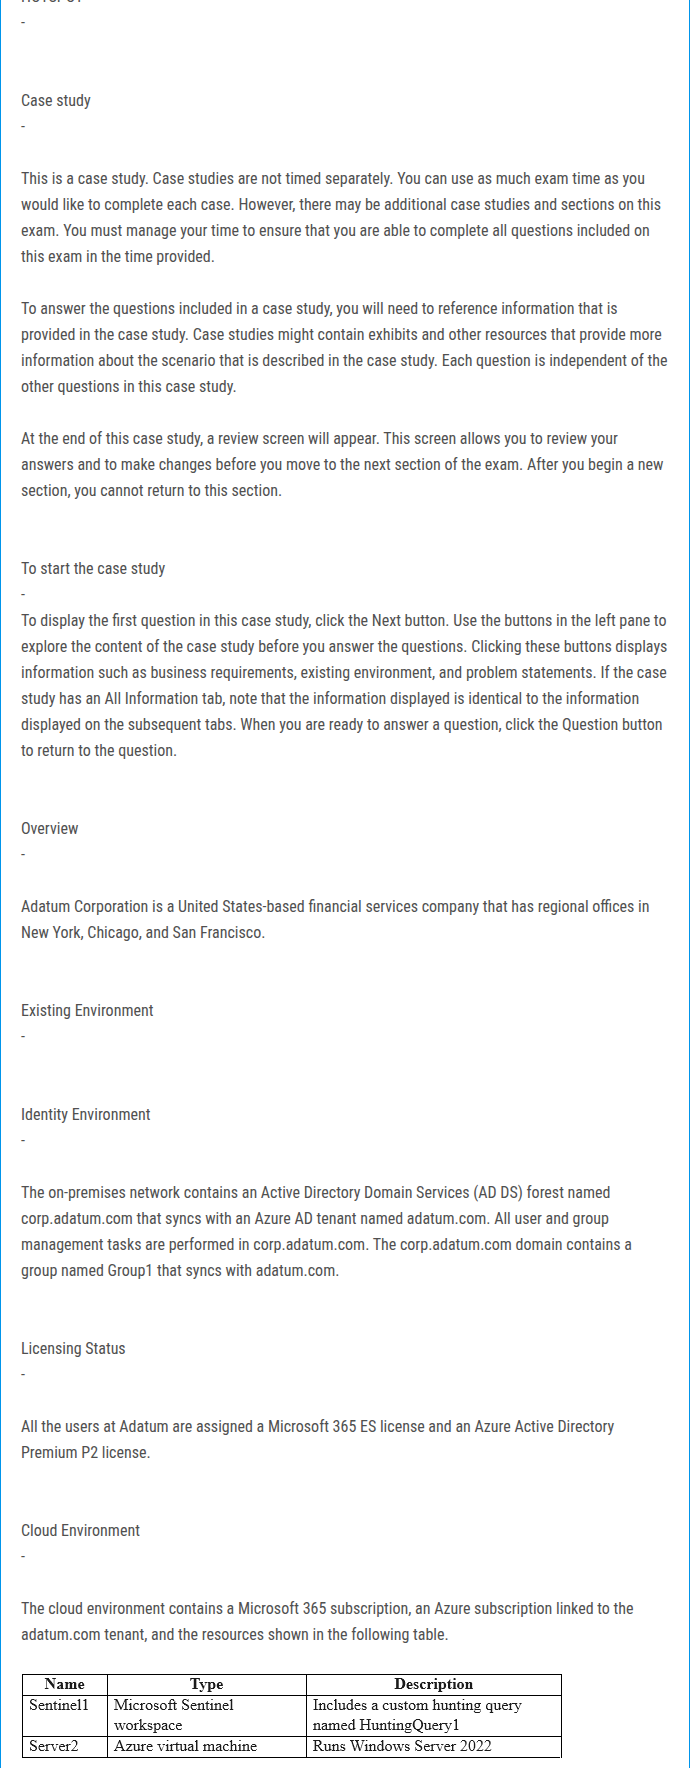 -
Case study
-
This is a case study. Case studies are not timed separately. You can use as much exam time as you
would like to complete each case. However, there may be additional case studies and sections on this
exam. You must manage your time to ensure that you are able to complete all questions included on
this exam in the time provided.
To answer the questions included in a case study, you will need to reference information that is
provided in the case study. Case studies might contain exhibits and other resources that provide more
information about the scenario that is described in the case study. Each question is independent of the
other questions in this case study.
At the end of this case study, a review screen will appear. This screen allows you to review your
answers and to make changes before you move to the next section of the exam. After you begin a new
section, you cannot return to this section.
To start the case study
-
To display the first question in this case study, click the Next button. Use the buttons in the left pane to
explore the content of the case study before you answer the questions. Clicking these buttons displays
information such as business requirements, existing environment, and problem statements. If the case
study has an All Information tab, note that the information displayed is identical to the information
displayed on the subsequent tabs. When you are ready to answer a question, click the Question button
to return to the question.
Overview
-
Adatum Corporation is a United States-based financial services company that has regional offices in
New York, Chicago, and San Francisco.
Existing Environment
-
Identity Environment
-
The on-premises network contains an Active Directory Domain Services (AD DS) forest named
corp.adatum.com that syncs with an Azure AD tenant named adatum.com. All user and group
management tasks are performed in corp.adatum.com. The corp.adatum.com domain contains a
group named Group1 that syncs with adatum.com.
Licensing Status
-
All the users at Adatum are assigned a Microsoft 365 ES license and an Azure Active Directory
Premium P2 license.
Cloud Environment
-
The cloud environment contains a Microsoft 365 subscription, an Azure subscription linked to the
adatum.com tenant, and the resources shown in the following table.
Name Type Description
Sentinel1 Microsoft Sentinel workspace Includes a custom hunting query named HuntingQuery1
Server2 Azure virtual machine Runs Windows Server 2022